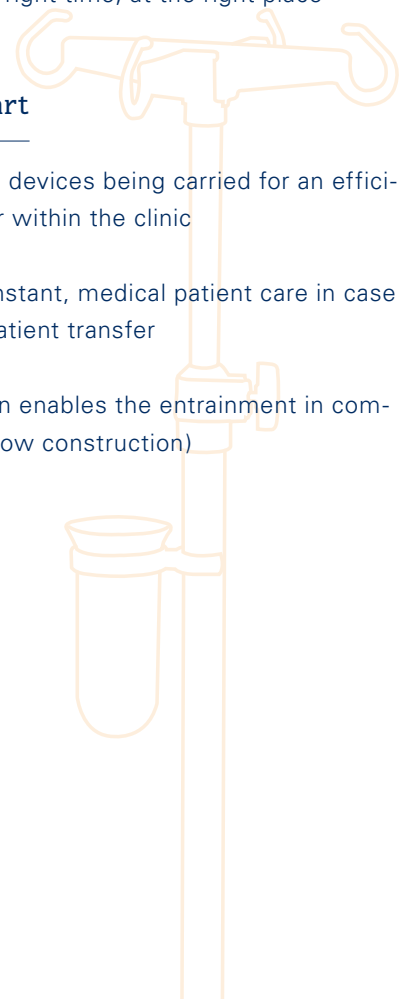 right time, at the right place
art
devices being carried for an effici-
r within the clinic
nstant, medical patient care in case
atient transfer
n enables the entrainment in com-
ow construction)